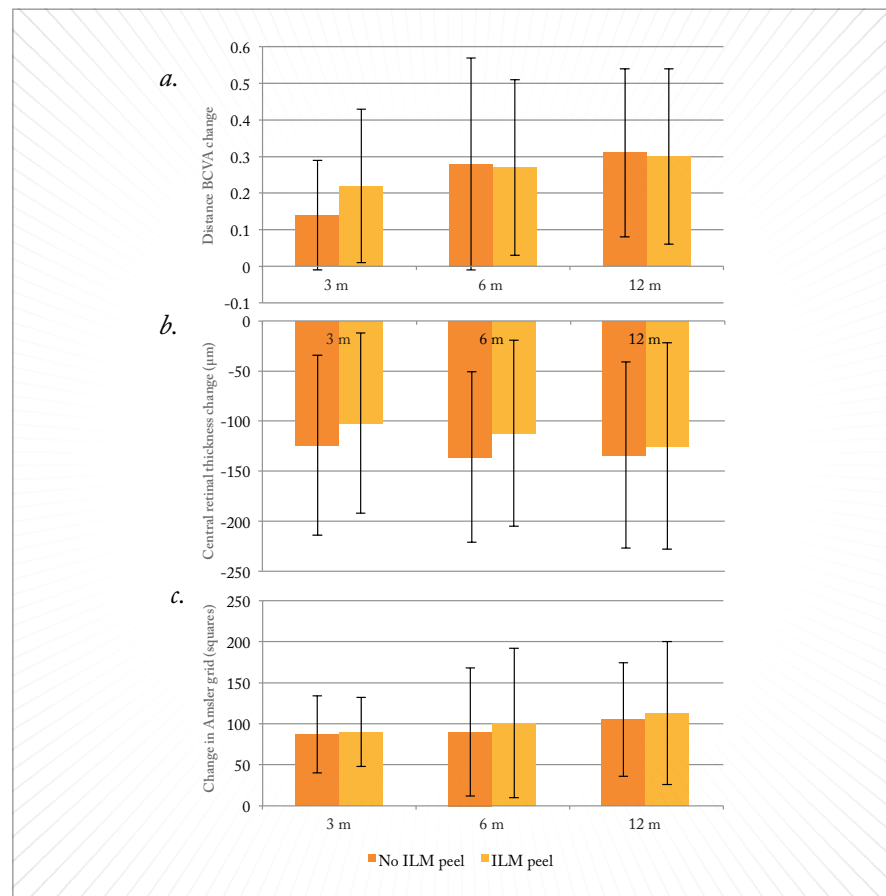 a.
Distance BCVA change
0.6
0.5
0.4
0.3
0.2
0.1
0
-0.1
3 m 6 m 12 m
b.
Central retinal thickness change (μm)
0
-50
-100
-150
-200
-250
3 m 6 m 12 m
c.
Change in Amsler grid (squares)
250
200
150
100
50
0
3 m 6 m 12 m
No ILM peel ILM peel